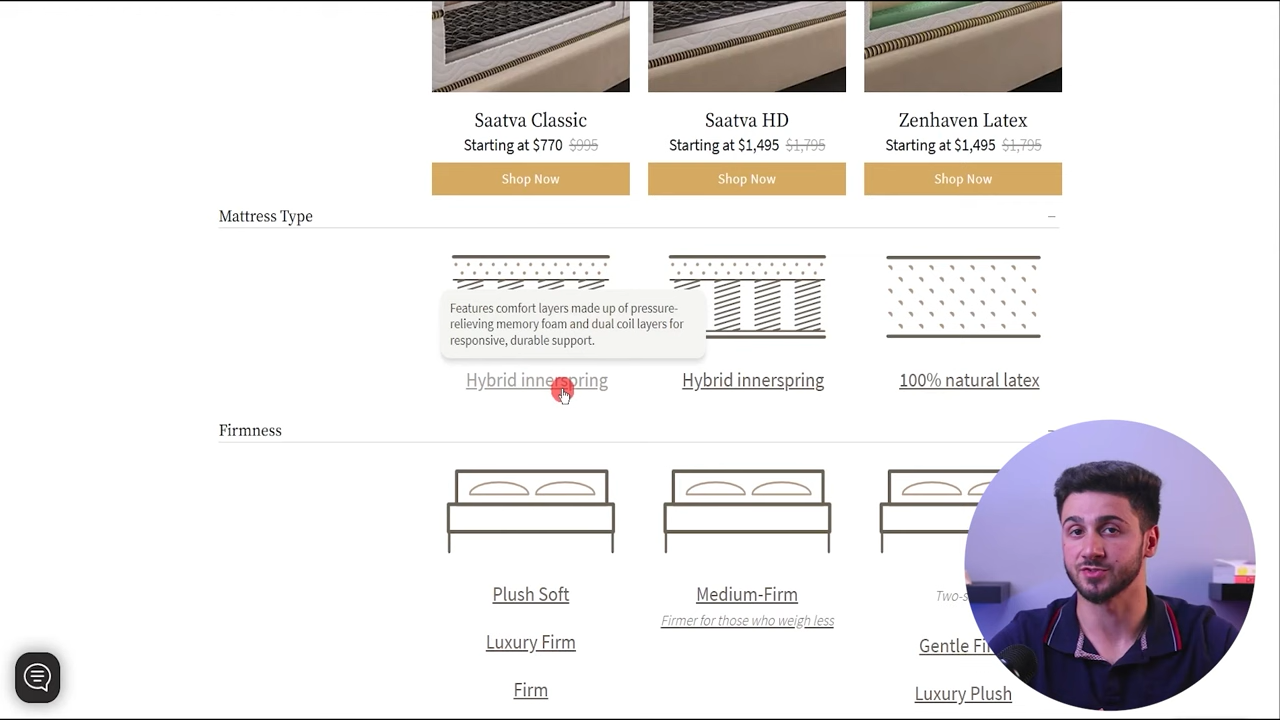 Saatva Classic
Starting at $770 $995
Shop Now
Saatva HD
Starting at $1,495 $1,795
Shop Now
Zenhaven Latex
Starting at $1,495 $1,795
Shop Now
Mattress Type
Features comfort layers made up of pressure-
relieving memory foam and dual coil layers for
responsive, durable support.
Hybrid innerspring
Hybrid innerspring
100% natural latex
Firmness
Plush Soft
Luxury Firm
Firm
Medium-Firm
Firmer for those who weigh less
Gentle
Luxury Plush